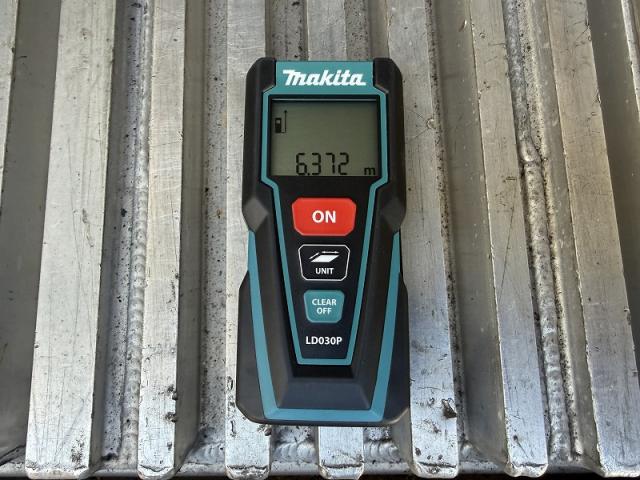 makita
6.372 m
ON
UNIT
CLEAR
OFF
LD030P